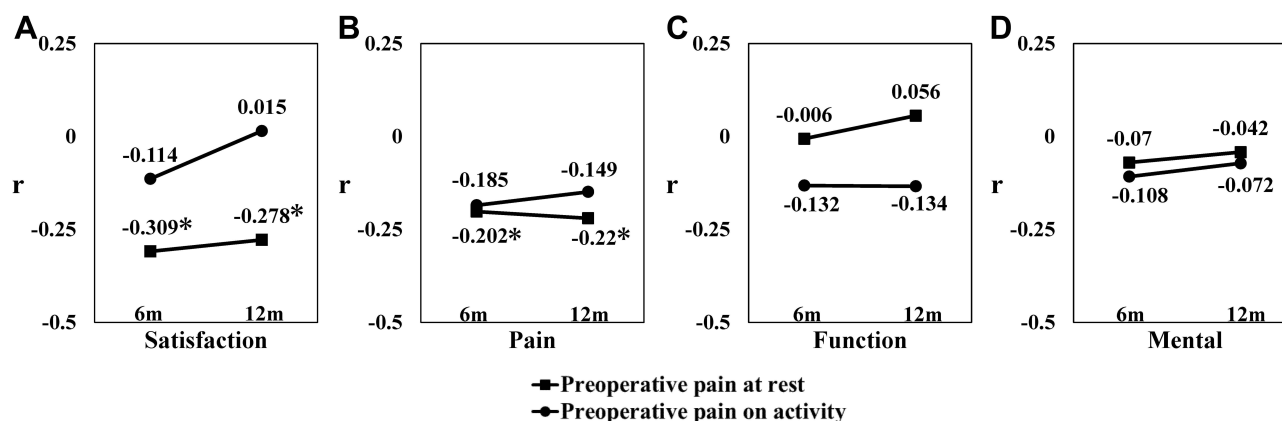 A
0.25
0
r
-0.25
-0.5
-0.114
0.015
-0.309*
-0.278*
6m
12m
Satisfaction
B
0.25
0
r
-0.25
-0.5
-0.185
-0.149
-0.202*
-0.22*
6m
12m
Pain
C
0.25
0
r
-0.25
-0.5
-0.006
0.056
-0.132
-0.134
6m
12m
Function
D
0.25
0
r
-0.25
-0.5
-0.07
-0.042
-0.108
-0.072
6m
12m
Mental
Preoperative pain at rest
Preoperative pain on activity